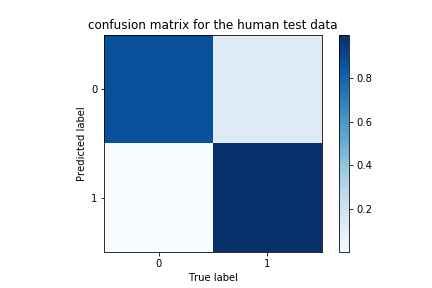 confusion matrix for the human test data
Predicted label
0
1
0
1
True label
0.8
0.6
0.4
0.2